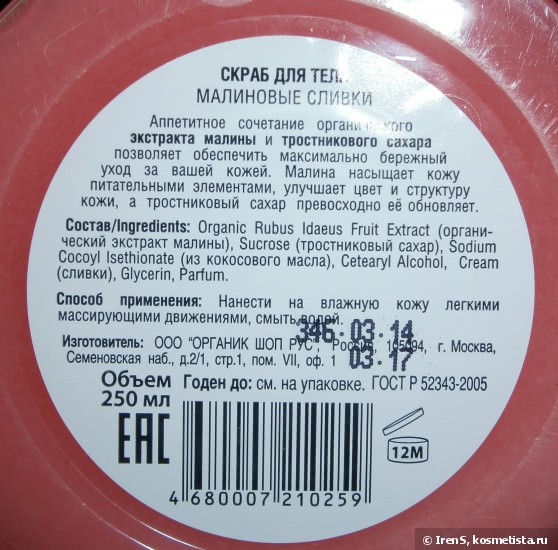 СКРАБ ДЛЯ ТЕЛА
МАЛИНОВЫЕ СЛИВКИ
Аппетитное сочетание органического
экстракта малины и тростникового сахара
позволяет обеспечить максимально бережный
уход за вашей кожей. Малина насыщает кожу
питательными элементами, улучшает цвет и структуру
кожи, а тростниковый сахар превосходно её обновляет.
Состав/Ingredients: Organic Rubus Idaeus Fruit Extract (органи-
ческий экстракт малины), Sucrose (тростниковый сахар), Sodium
Cocoyl Isethionate (из кокосового масла), Cetearyl Alcohol, Cream
(сливки), Glycerin, Parfum.
Способ применения: Нанести на влажную кожу легкими
массирующими движениями, смыть водой.
346 03 14
Изготовитель: ООО "ОРГАНИК ШОП РУС", Россия, 105094, г. Москва,
03 17
Семеновская наб., д.2/1, стр.1, пом. VII, оф. 1
Объем
250 мл
Годен до: см. на упаковке. ГОСТ Р 52343-2005
EAC
12M
4 680007 210259
© IrenS, kosmetista.ru